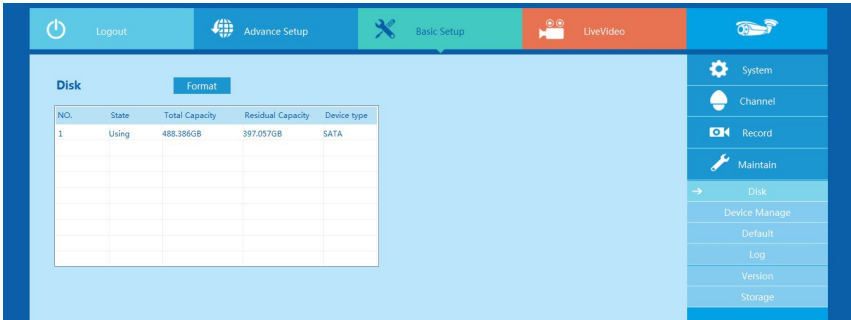 Logout Advance Setup Basic Setup LiveVideo
Disk Format
NO. State Total Capacity Residual Capacity Device type
1 Using 488.386GB 397.057GB SATA
System
Channel
Record
Maintain
Disk
Device Manage
Default
Log
Version
Storage